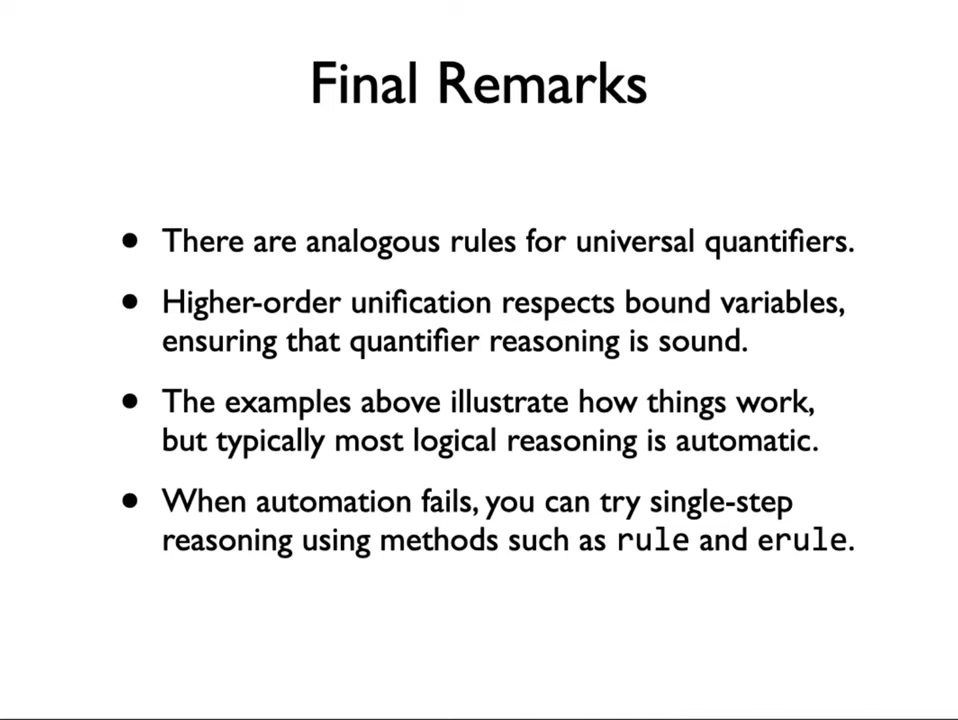 Final Remarks
• There are analogous rules for universal quantifiers.
• Higher-order unification respects bound variables,
ensuring that quantifier reasoning is sound.
• The examples above illustrate how things work,
but typically most logical reasoning is automatic.
• When automation fails, you can try single-step
reasoning using methods such as rule and erule.